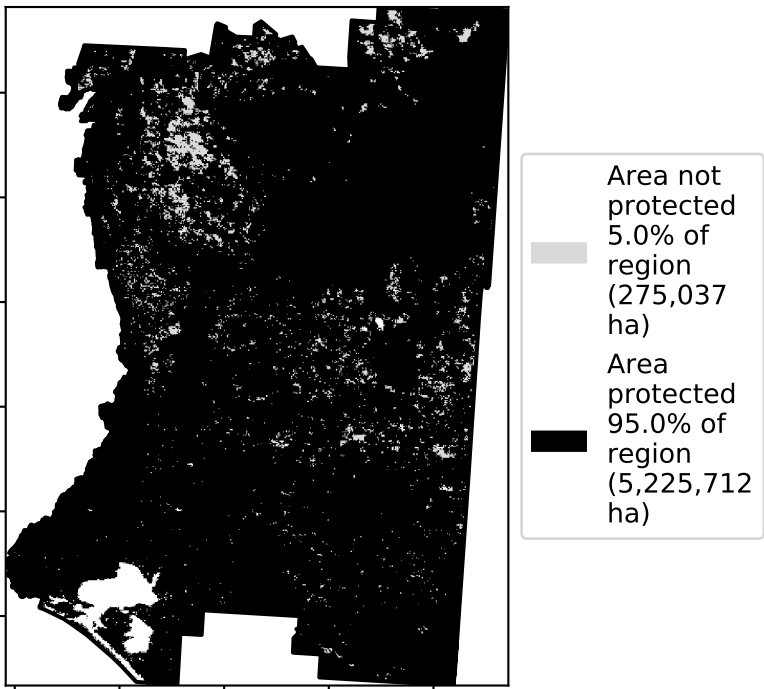 Area not
protected
5.0% of
region
(275,037
ha)
Area
protected
95.0% of
region
(5,225,712
ha)